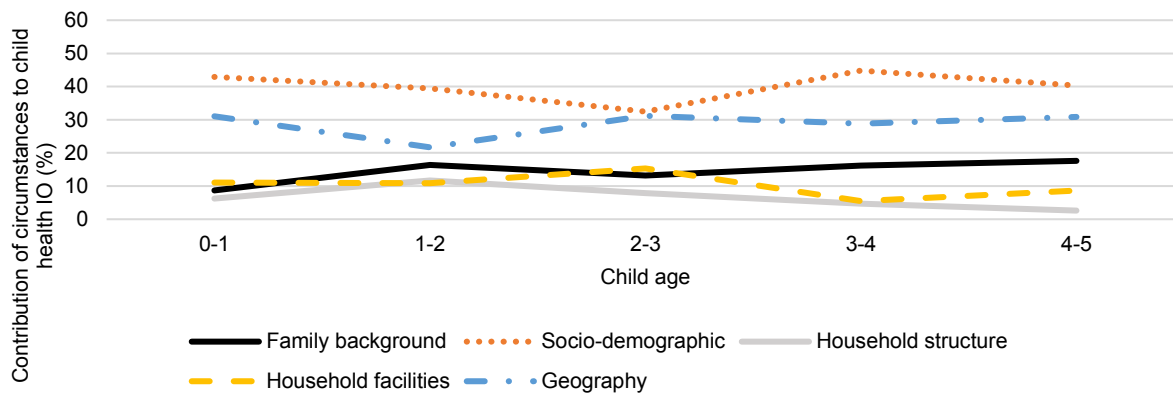 Contribution of circumstances to child
health IO (%)
60
50
40
30
20
10
0
0-1
1-2
2-3
3-4
4-5
Child age
Family background
Socio-demographic
Household structure
Household facilities
Geography